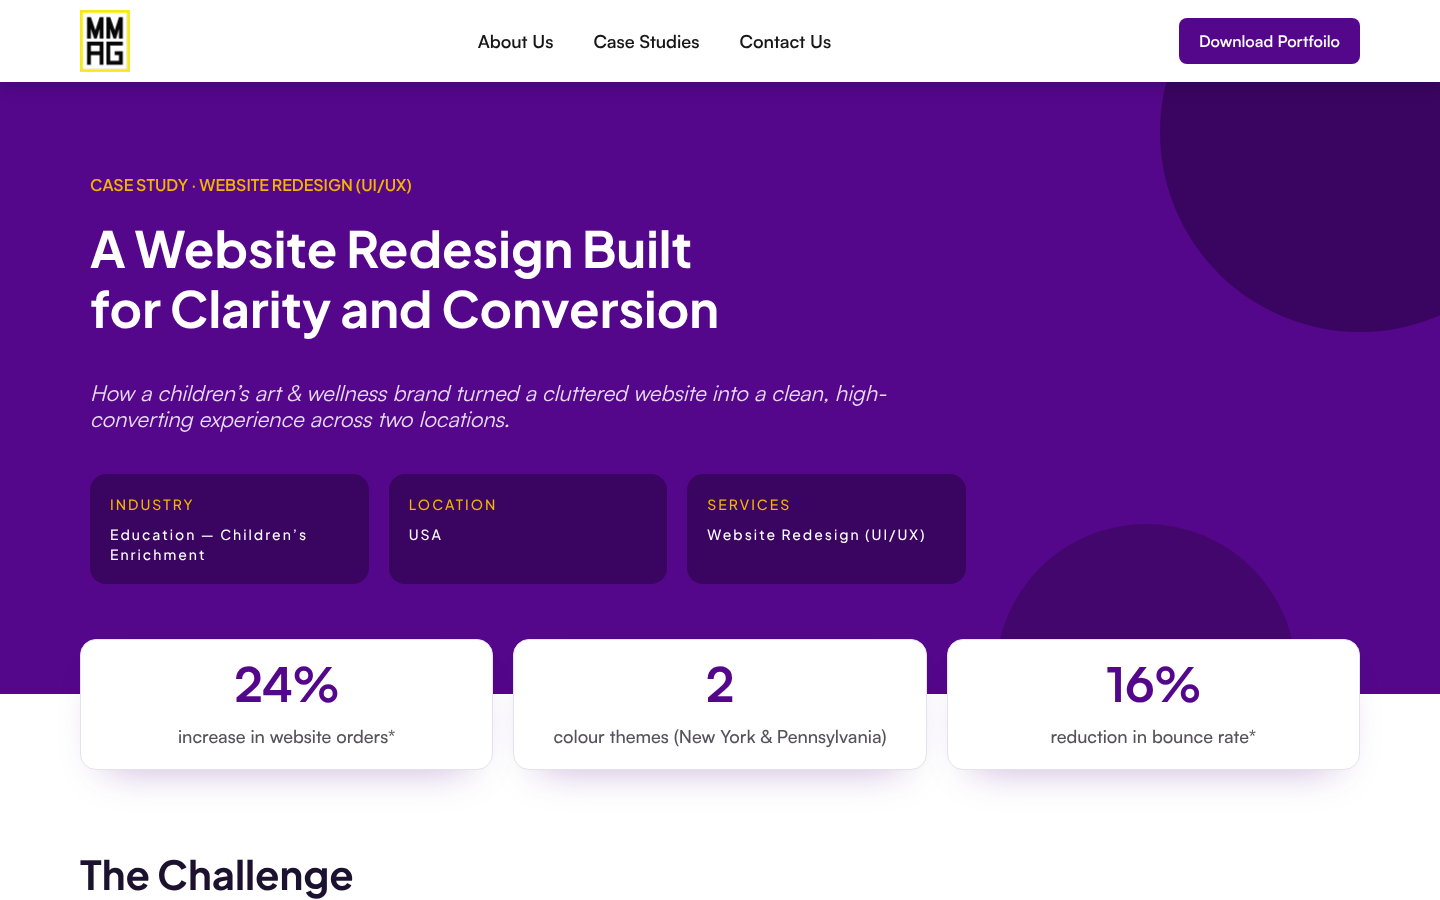 MM
AG
About Us
Case Studies
Contact Us
Download Portfoilo
CASE STUDY · WEBSITE REDESIGN (UI/UX)
A Website Redesign Built
for Clarity and Conversion
How a children’s art & wellness brand turned a cluttered website into a clean, high-
converting experience across two locations.
INDUSTRY
Education — Children’s
Enrichment
LOCATION
USA
SERVICES
Website Redesign (UI/UX)
24%
increase in website orders*
2
colour themes (New York & Pennsylvania)
16%
reduction in bounce rate*
The Challenge